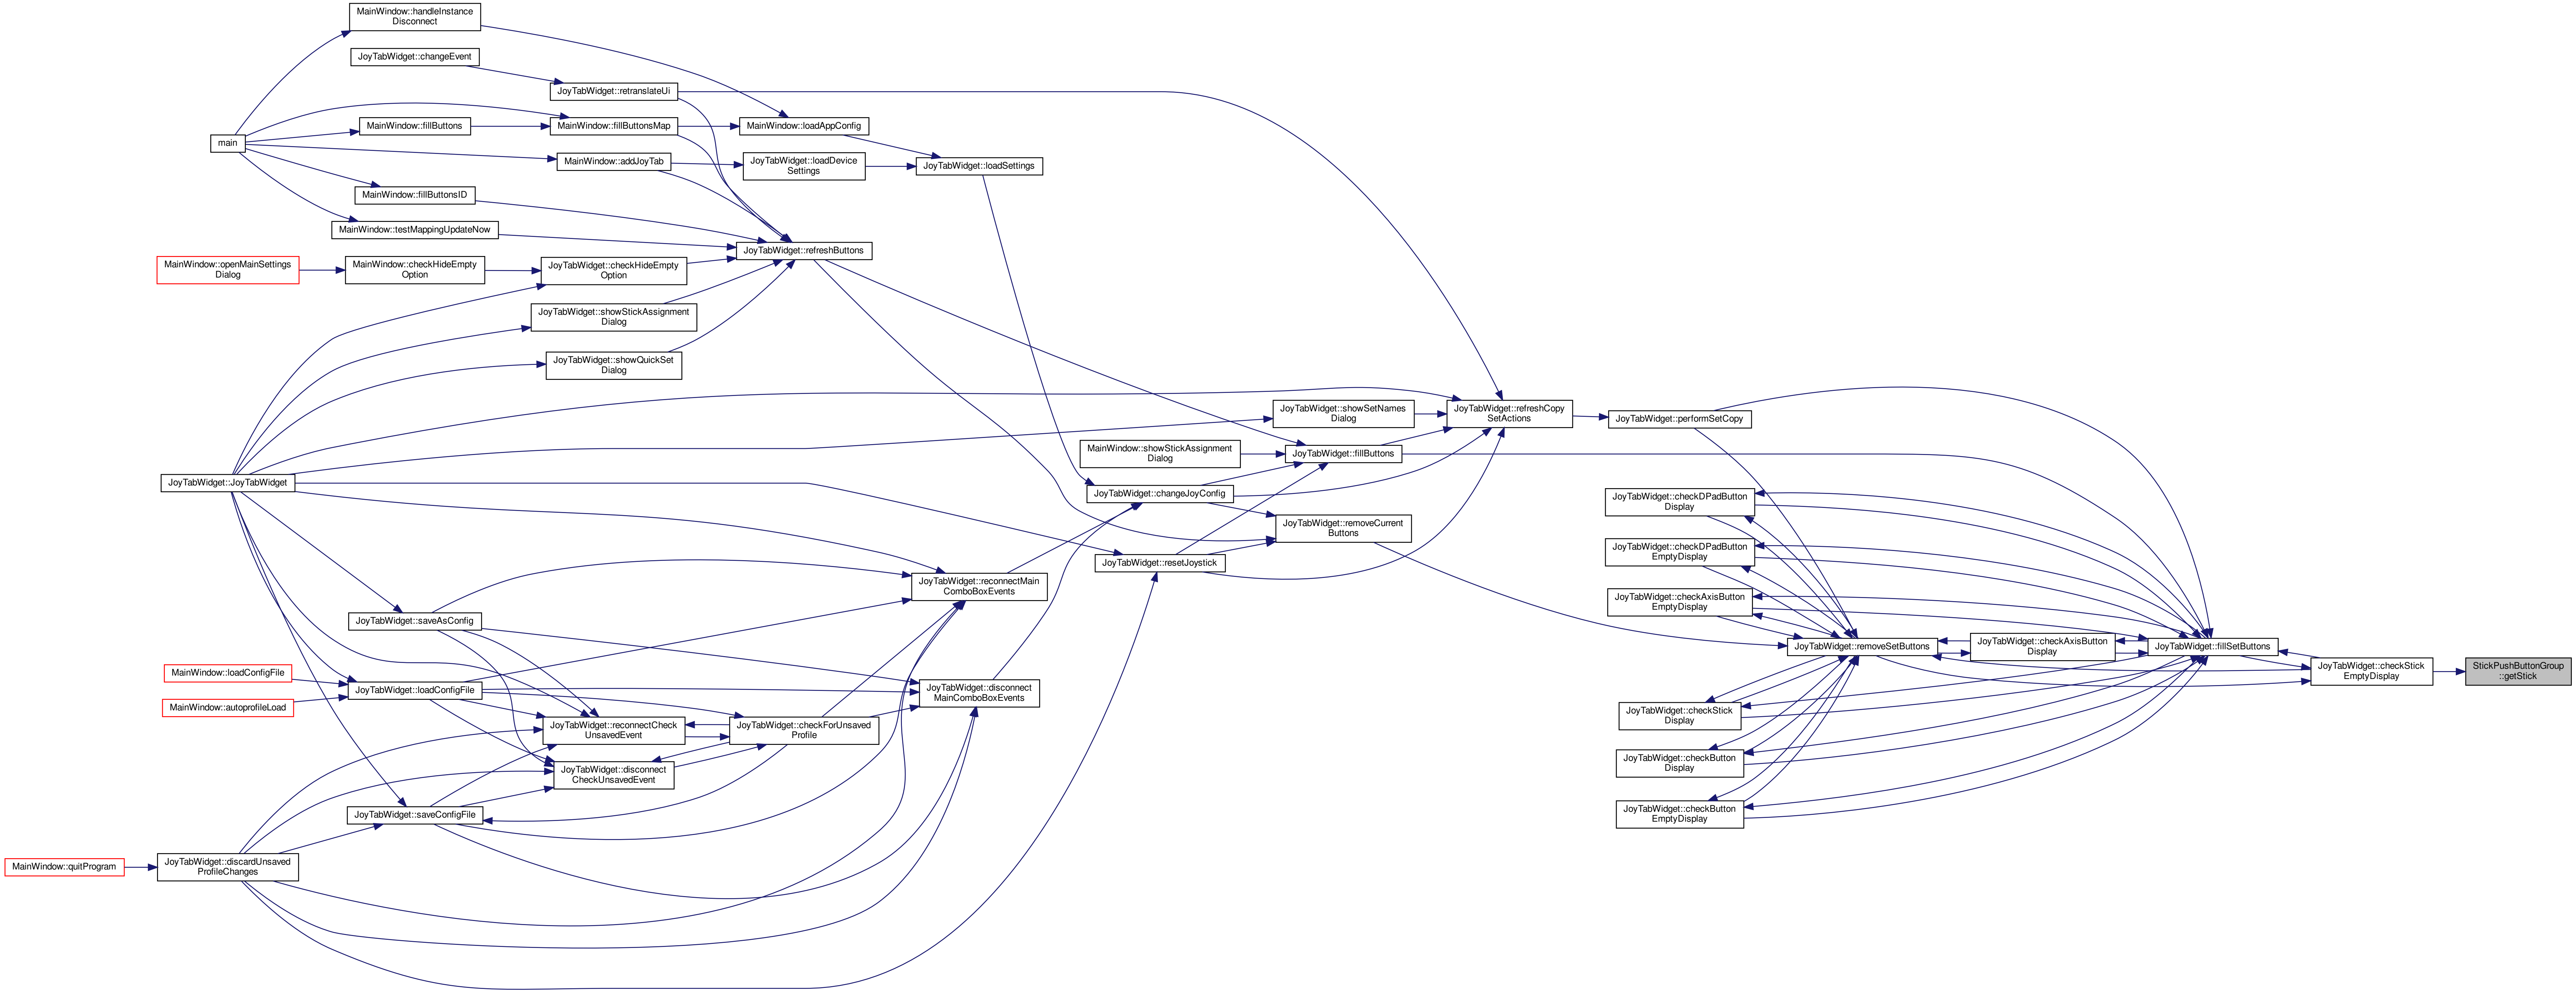 MainWindow::handleInstance
Disconnect
JoyTabWidget::changeEvent
JoyTabWidget::retranslateUi
main
MainWindow::fillButtons
MainWindow::fillButtonsMap
MainWindow::loadAppConfig
MainWindow::addJoyTab
JoyTabWidget::loadDevice
Settings
JoyTabWidget::loadSettings
MainWindow::fillButtonsID
MainWindow::testMappingUpdateNow
JoyTabWidget::refreshButtons
MainWindow::openMainSettings
Dialog
MainWindow::checkHideEmpty
Option
JoyTabWidget::checkHideEmpty
Option
JoyTabWidget::showStickAssignment
Dialog
JoyTabWidget::showQuickSet
Dialog
JoyTabWidget::showSetNames
Dialog
JoyTabWidget::refreshCopy
SetActions
JoyTabWidget::performSetCopy
MainWindow::showStickAssignment
Dialog
JoyTabWidget::fillButtons
JoyTabWidget::JoyTabWidget
JoyTabWidget::changeJoyConfig
JoyTabWidget::checkDPadButton
Display
JoyTabWidget::removeCurrent
Buttons
JoyTabWidget::checkDPadButton
EmptyDisplay
JoyTabWidget::resetJoystick
JoyTabWidget::reconnectMain
ComboBoxEvents
JoyTabWidget::checkAxisButton
EmptyDisplay
JoyTabWidget::saveAsConfig
JoyTabWidget::removeSetButtons
JoyTabWidget::checkAxisButton
Display
JoyTabWidget::fillSetButtons
JoyTabWidget::checkStick
EmptyDisplay
StickPushButtonGroup
::getStick
MainWindow::loadConfigFile
JoyTabWidget::loadConfigFile
MainWindow::autoprofileLoad
JoyTabWidget::disconnect
MainComboBoxEvents
JoyTabWidget::checkStick
Display
JoyTabWidget::reconnectCheck
UnsavedEvent
JoyTabWidget::checkForUnsaved
Profile
JoyTabWidget::disconnect
CheckUnsavedEvent
JoyTabWidget::checkButton
Display
JoyTabWidget::saveConfigFile
JoyTabWidget::checkButton
EmptyDisplay
MainWindow::quitProgram
JoyTabWidget::discardUnsaved
ProfileChanges